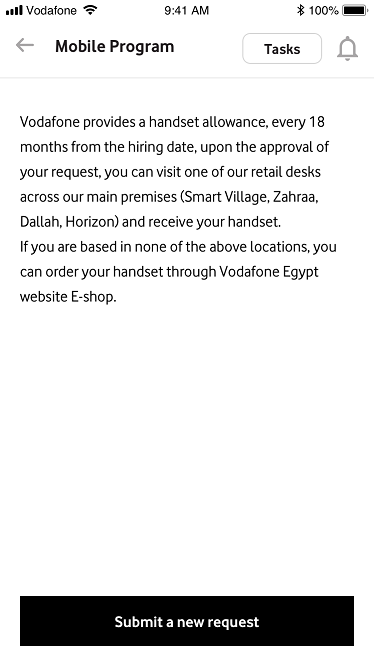 Vodafone 9:41 AM 100%
Mobile Program Tasks
Vodafone provides a handset allowance, every 18
months from the hiring date, upon the approval of
your request, you can visit one of our retail desks
across our main premises (Smart Village, Zahraa,
Dallah, Horizon) and receive your handset.
If you are based in none of the above locations, you
can order your handset through Vodafone Egypt
website E-shop.
Submit a new request